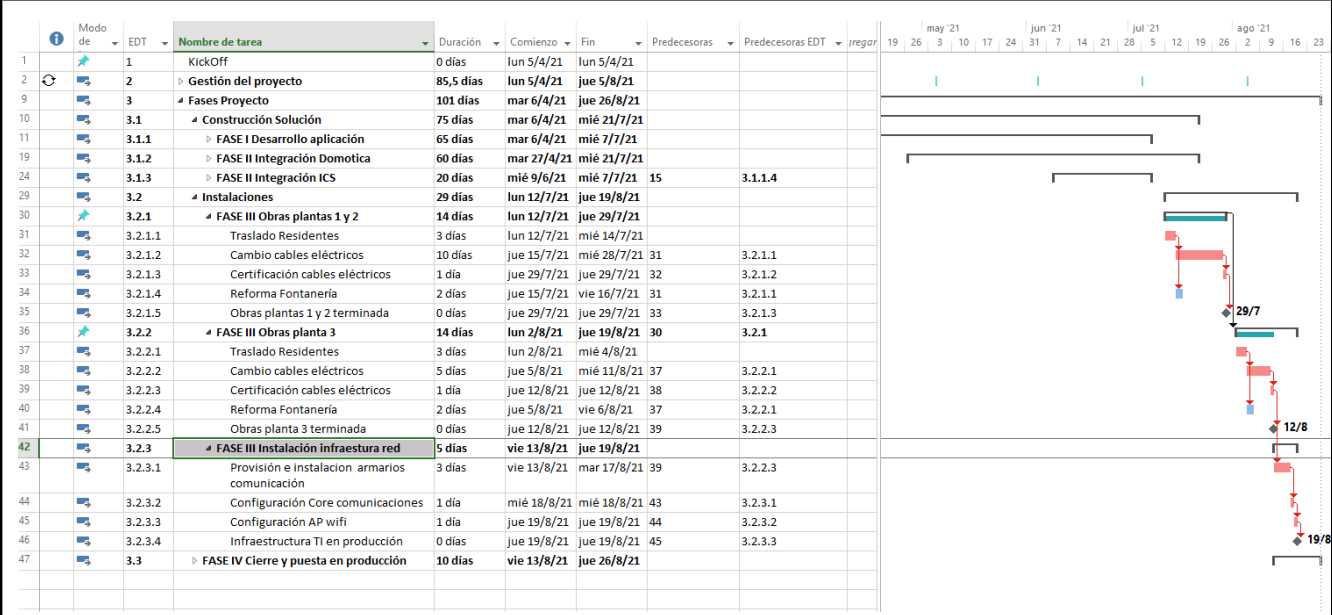 Modo de EDT Nombre de tarea Duración Comienzo Fin Predecesoras Predecesoras EDT
may '21 jun '21 jul '21 ago '21
19 26 3 10 17 24 31 7 14 21 28 5 12 19 26 2 9 16 23
1 1 KickOff 0 días lun 5/4/21 lun 5/4/21
2 2 Gestión del proyecto 85,5 días lun 5/4/21 jue 5/8/21
9 3 Fases Proyecto 101 días mar 6/4/21 jue 26/8/21
10 3.1 Construcción Solución 75 días mar 6/4/21 mié 21/7/21
11 3.1.1 FASE I Desarrollo aplicación 65 días mar 6/4/21 mié 7/7/21
19 3.1.2 FASE II Integración Domotica 60 días mar 27/4/21 mié 21/7/21
24 3.1.3 FASE II Integración ICS 20 días mié 9/6/21 mié 7/7/21 15 3.1.1.4
29 3.2 Instalaciones 29 días lun 12/7/21 jue 19/8/21
30 3.2.1 FASE III Obras plantas 1 y 2 14 días lun 12/7/21 jue 29/7/21
31 3.2.1.1 Traslado Residentes 3 días lun 12/7/21 mié 14/7/21
32 3.2.1.2 Cambio cables eléctricos 10 días jue 15/7/21 mié 28/7/21 31 3.2.1.1
33 3.2.1.3 Certificación cables eléctricos 1 día jue 29/7/21 jue 29/7/21 32 3.2.1.2
34 3.2.1.4 Reforma Fontanería 2 días jue 15/7/21 vie 16/7/21 31 3.2.1.1
35 3.2.1.5 Obras plantas 1 y 2 terminada 0 días jue 29/7/21 jue 29/7/21 33 3.2.1.3 29/7
36 3.2.2 FASE III Obras planta 3 14 días lun 2/8/21 jue 19/8/21 30 3.2.1
37 3.2.2.1 Traslado Residentes 3 días lun 2/8/21 mié 4/8/21
38 3.2.2.2 Cambio cables eléctricos 5 días jue 5/8/21 mié 11/8/21 37 3.2.2.1
39 3.2.2.3 Certificación cables eléctricos 1 día jue 12/8/21 jue 12/8/21 38 3.2.2.2
40 3.2.2.4 Reforma Fontanería 2 días jue 5/8/21 vie 6/8/21 37 3.2.2.1
41 3.2.2.5 Obras planta 3 terminada 0 días jue 12/8/21 jue 12/8/21 39 3.2.2.3 12/8
42 3.2.3 FASE III Instalación infraestura red 5 días vie 13/8/21 jue 19/8/21
43 3.2.3.1 Provisión e instalacion armarios comunicación 3 días vie 13/8/21 mar 17/8/21 39 3.2.2.3
44 3.2.3.2 Configuración Core comunicaciones 1 día mié 18/8/21 mié 18/8/21 43 3.2.3.1
45 3.2.3.3 Configuración AP wifi 1 día jue 19/8/21 jue 19/8/21 44 3.2.3.2
46 3.2.3.4 Infraestructura TI en producción 0 días jue 19/8/21 jue 19/8/21 45 3.2.3.3 19/8
47 3.3 FASE IV Cierre y puesta en producción 10 días vie 13/8/21 jue 26/8/21